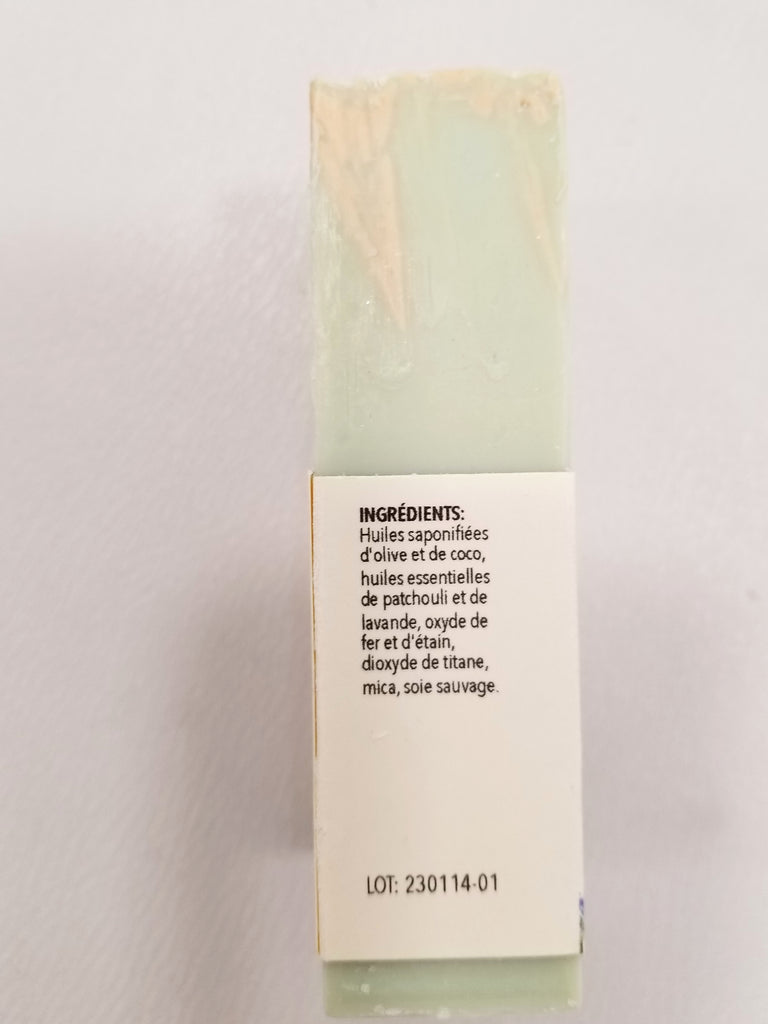 INGRÉDIENTS:
Huiles saponifiées
d'olive et de coco,
huiles essentielles
de patchouli et de
lavande, oxyde de
fer et d'étain,
dioxyde de titane,
mica, soie sauvage.
LOT: 230114-01